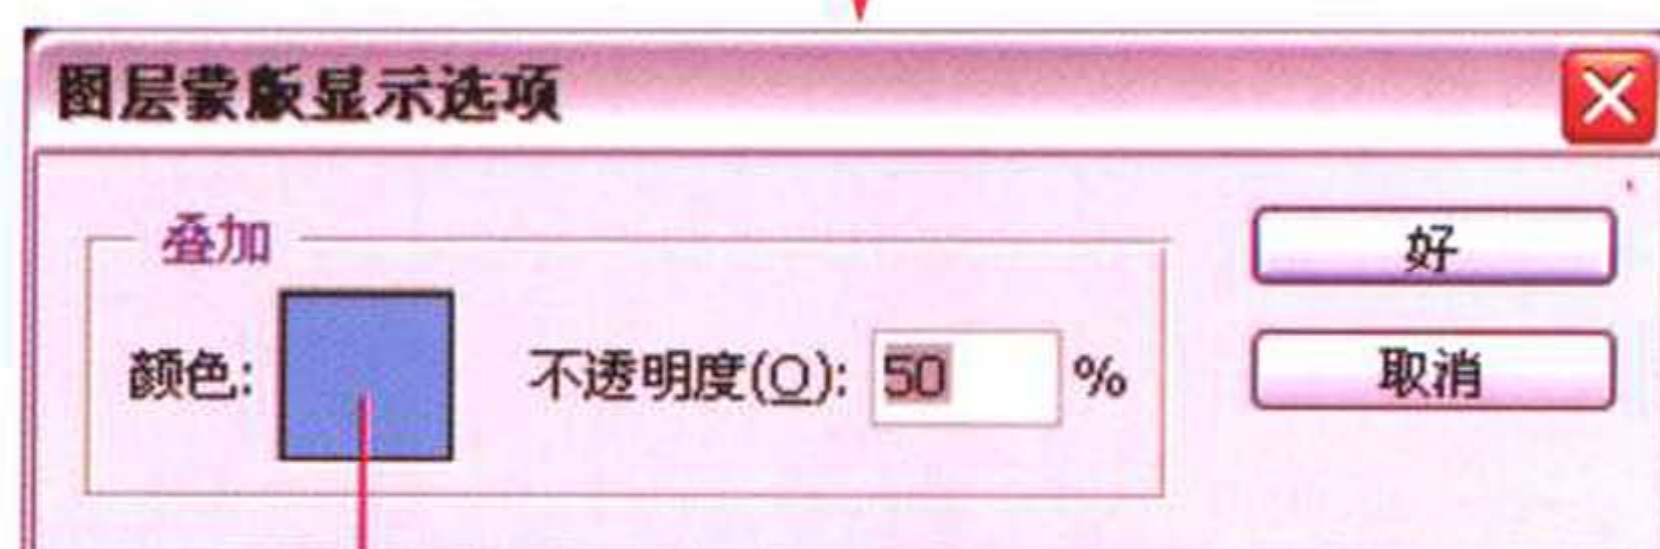 图层蒙版显示选项
叠加
好
颜色:
不透明度(O): 50 %
取消